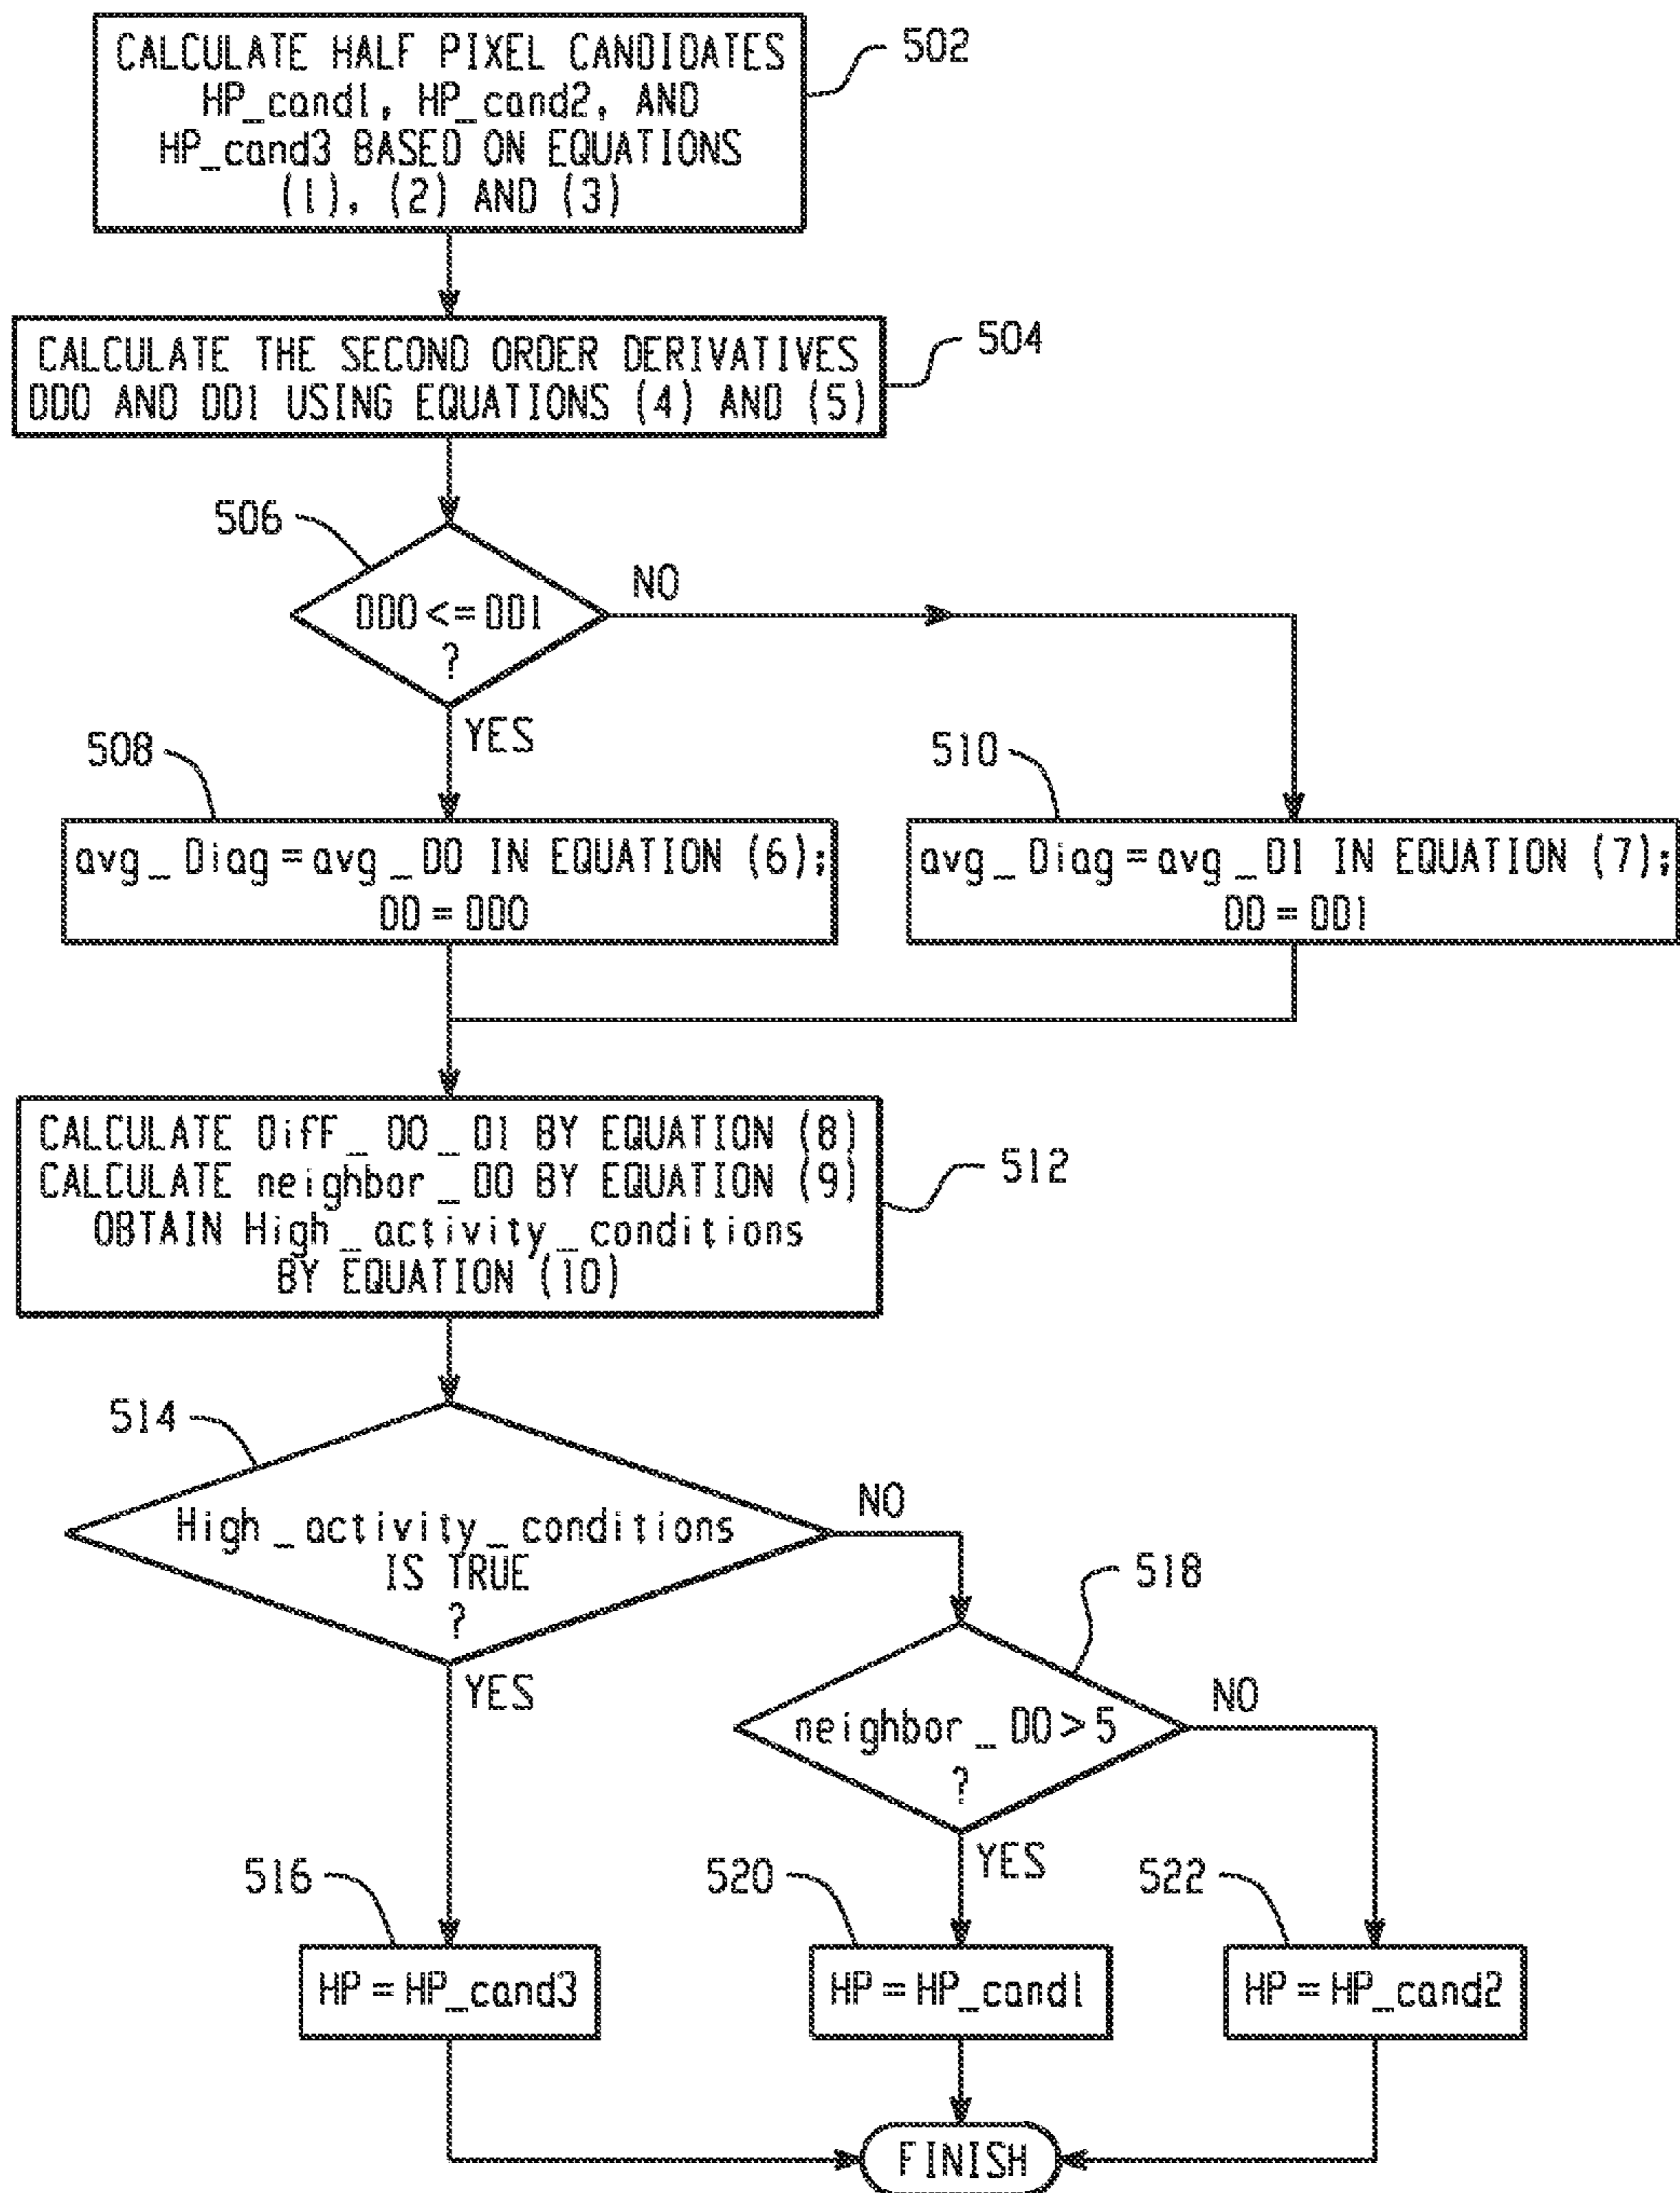 CALCULATE HALF PIXEL CANDIDATES
HP_cand1, HP_cand2, AND
HP_cand3 BASED ON EQUATIONS
(1), (2) AND (3)
502
CALCULATE THE SECOND ORDER DERIVATIVES
DD0 AND DD1 USING EQUATIONS (4) AND (5)
504
506
DD0 <= DD1
?
NO
YES
508
avg_Diag = avg_D0 IN EQUATION (6);
DD = DD0
510
avg_Diag = avg_D1 IN EQUATION (7);
DD = DD1
CALCULATE Diff_D0_D1 BY EQUATION (8)
CALCULATE neighbor_DD BY EQUATION (9)
OBTAIN High_activity_conditions
BY EQUATION (10)
512
514
High_activity_conditions
IS TRUE
?
NO
YES
518
neighbor_DD > 5
?
NO
YES
516
HP = HP_cand3
520
HP = HP_cand1
522
HP = HP_cand2
FINISH